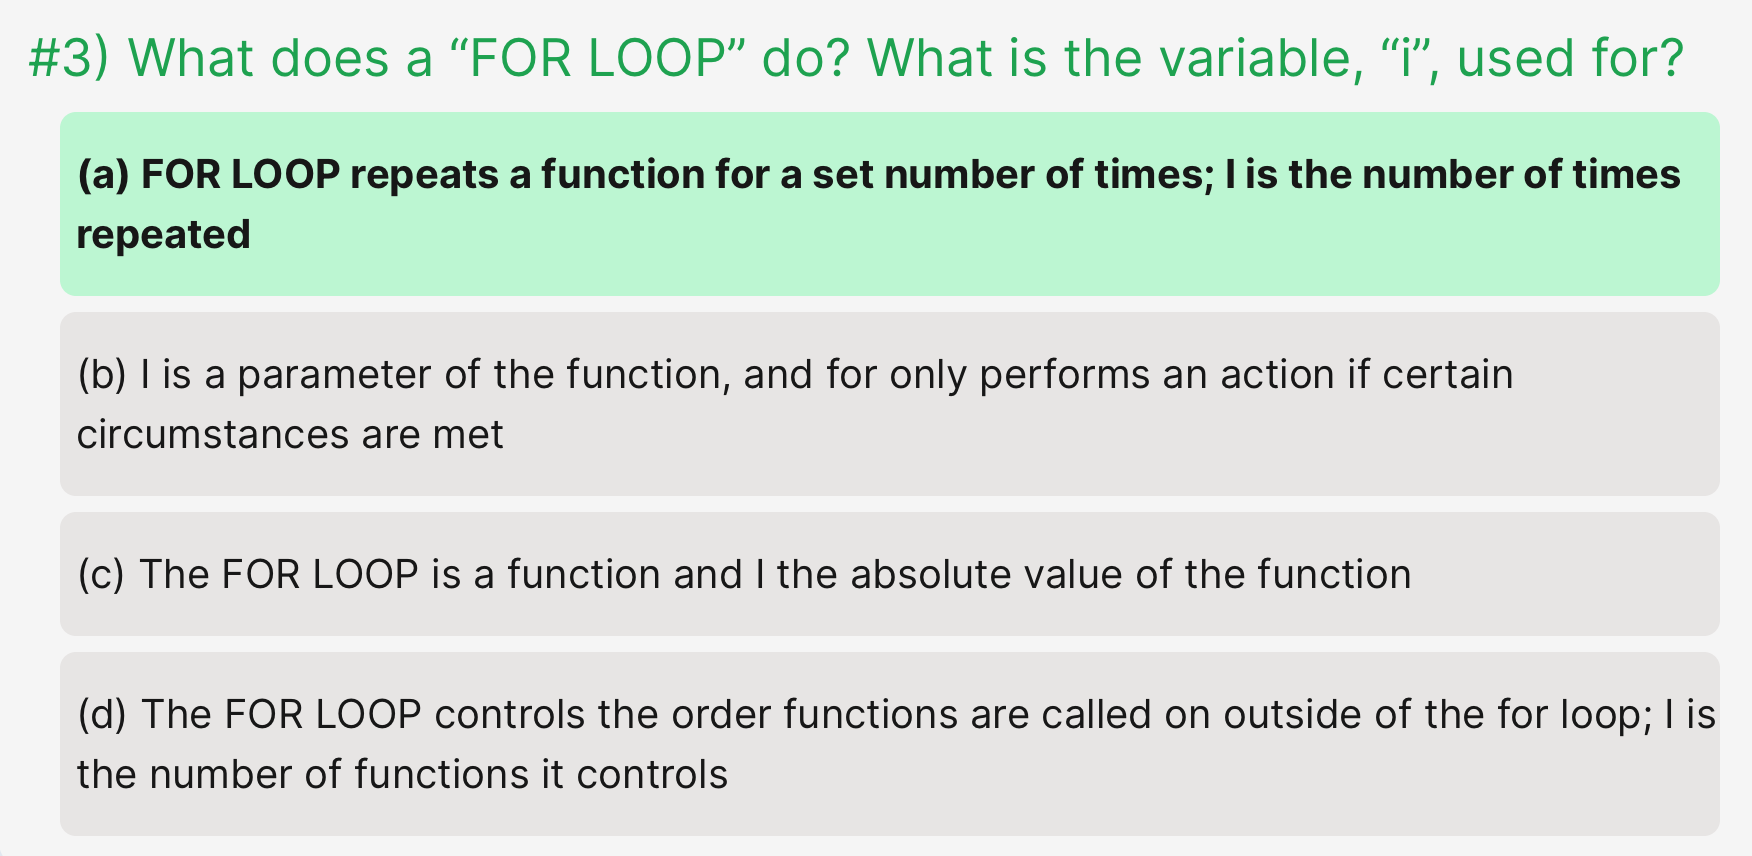 #3) What does a “FOR LOOP” do? What is the variable, “i”, used for?
(a) FOR LOOP repeats a function for a set number of times; I is the number of times
repeated
(b) I is a parameter of the function, and for only performs an action if certain
circumstances are met
(c) The FOR LOOP is a function and I the absolute value of the function
(d) The FOR LOOP controls the order functions are called on outside of the for loop; I is
the number of functions it controls